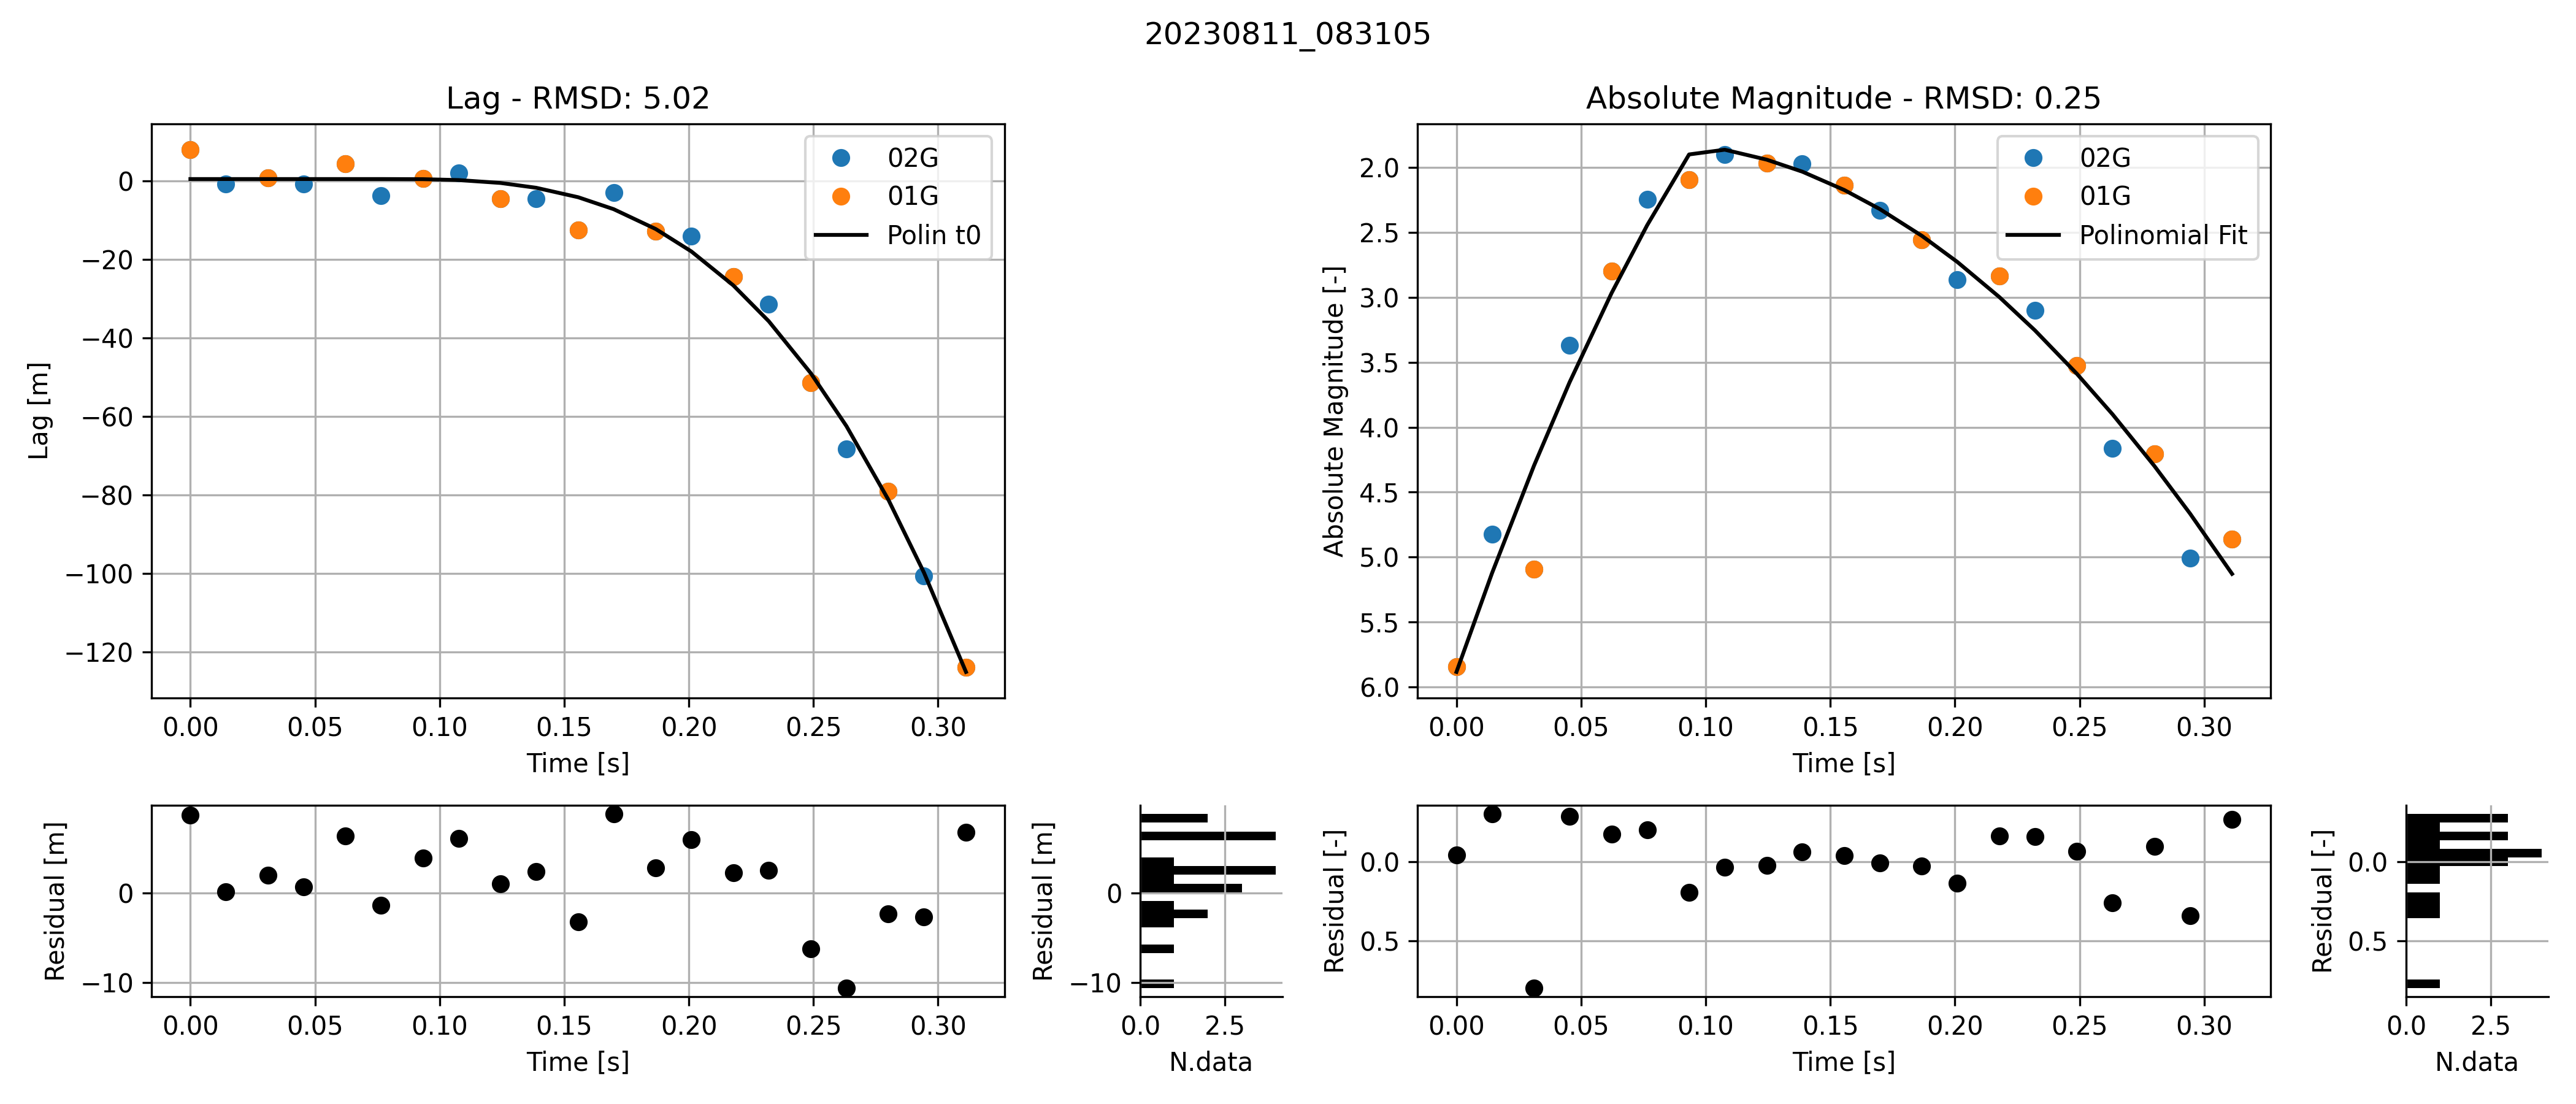 20230811_083105
Lag - RMSD: 5.02
Lag [m]
0
−20
−40
−60
−80
−100
−120
0.00 0.05 0.10 0.15 0.20 0.25 0.30
Time [s]
02G
01G
Polin t0
Absolute Magnitude - RMSD: 0.25
Absolute Magnitude [-]
2.0
2.5
3.0
3.5
4.0
4.5
5.0
5.5
6.0
0.00 0.05 0.10 0.15 0.20 0.25 0.30
Time [s]
02G
01G
Polinomial Fit
Residual [m]
0
−10
0.00 0.05 0.10 0.15 0.20 0.25 0.30
Time [s]
Residual [m]
0
−10
0.0 2.5
N.data
Residual [-]
0.0
0.5
0.00 0.05 0.10 0.15 0.20 0.25 0.30
Time [s]
Residual [-]
0.0
0.5
0.0 2.5
N.data